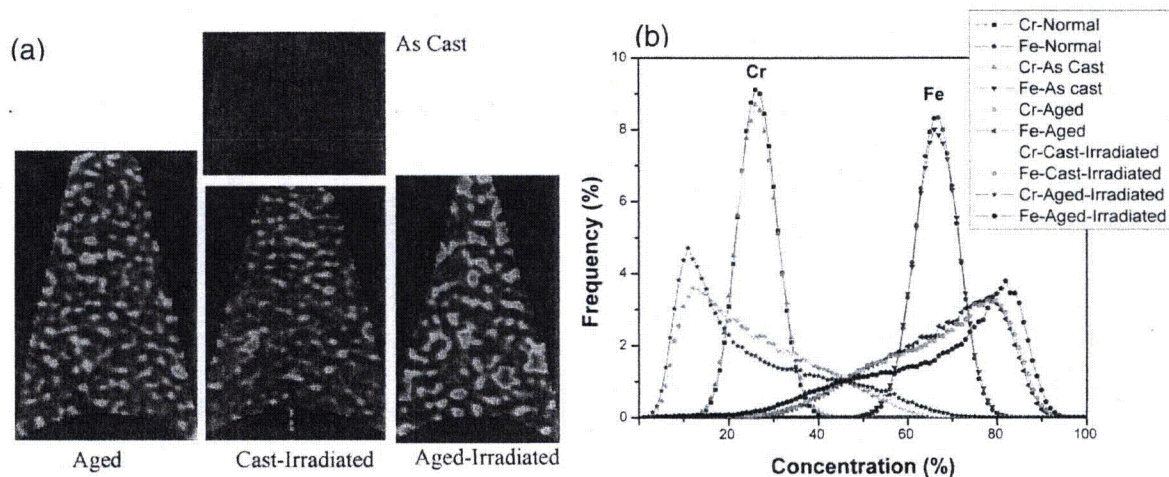 (a)
As Cast
Aged
Cast-Irradiated
Aged-Irradiated
(b)
Cr-Normal
Fe-Normal
Cr-As Cast
Fe-As cast
Cr-Aged
Fe-Aged
Cr-Cast-Irradiated
Fe-Cast-Irradiated
Cr-Aged-Irradiated
Fe-Aged-Irradiated
Cr
Fe
Frequency (%)
10
8
6
4
2
0
20 40 60 80 100
Concentration (%)